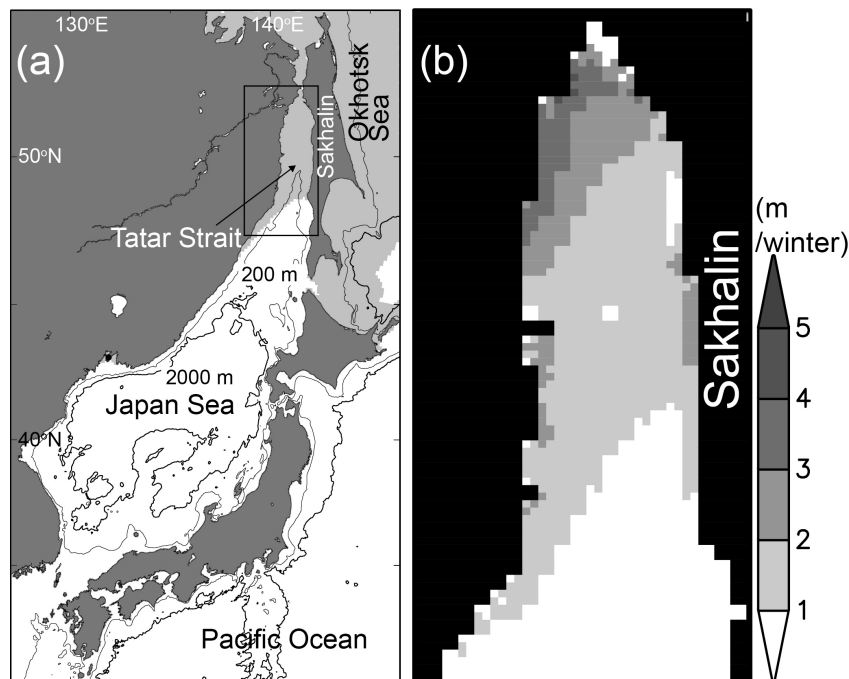 130°E
140°E
(a)
Okhotsk
Sea
Sakhalin
50°N
Tatar Strait
200 m
2000 m
Japan Sea
40°N
Pacific Ocean
(b)
Sakhalin
(m
/winter)
5
4
3
2
1